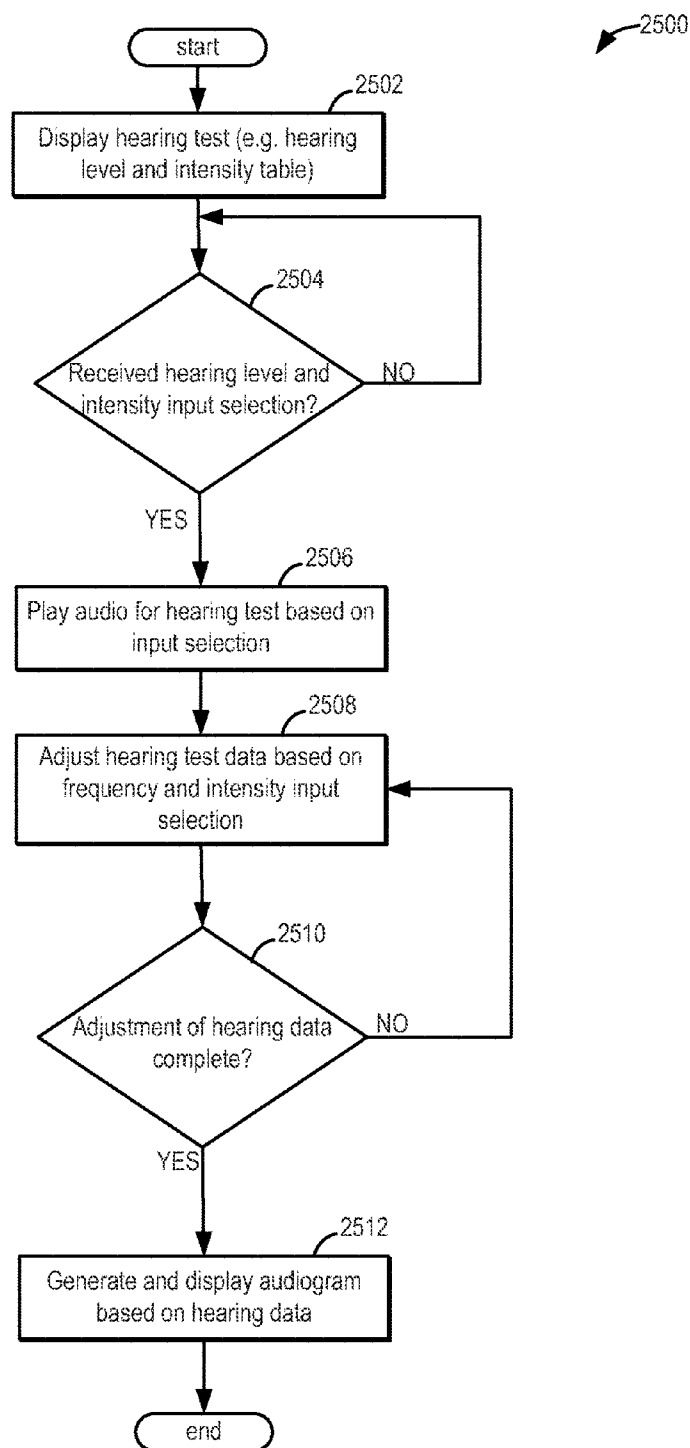 2500
start
2502
Display hearing test (e.g. hearing
level and intensity table)
2504
Received hearing level and
intensity input selection?
NO
YES
2506
Play audio for hearing test based on
input selection
2508
Adjust hearing test data based on
frequency and intensity input
selection
2510
Adjustment of hearing data
complete?
NO
YES
2512
Generate and display audiogram
based on hearing data
end